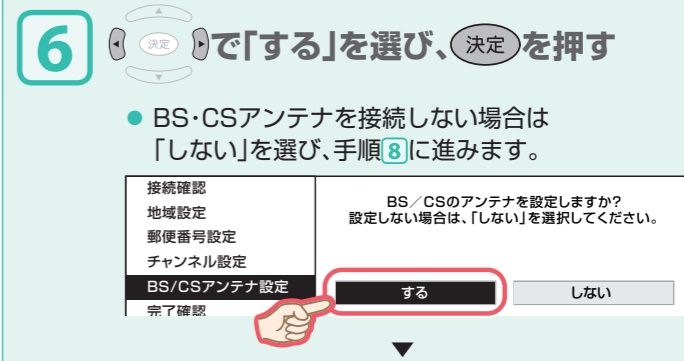 6 決定 で「する」を選び、決定を押す
● BS・CSアンテナを接続しない場合は
「しない」を選び、手順8に進みます。
接続確認
地域設定
郵便番号設定
チャンネル設定
BS/CSアンテナ設定
完了確認
BS／CSのアンテナを設定しますか?
設定しない場合は、「しない」を選択してください。
する
しない